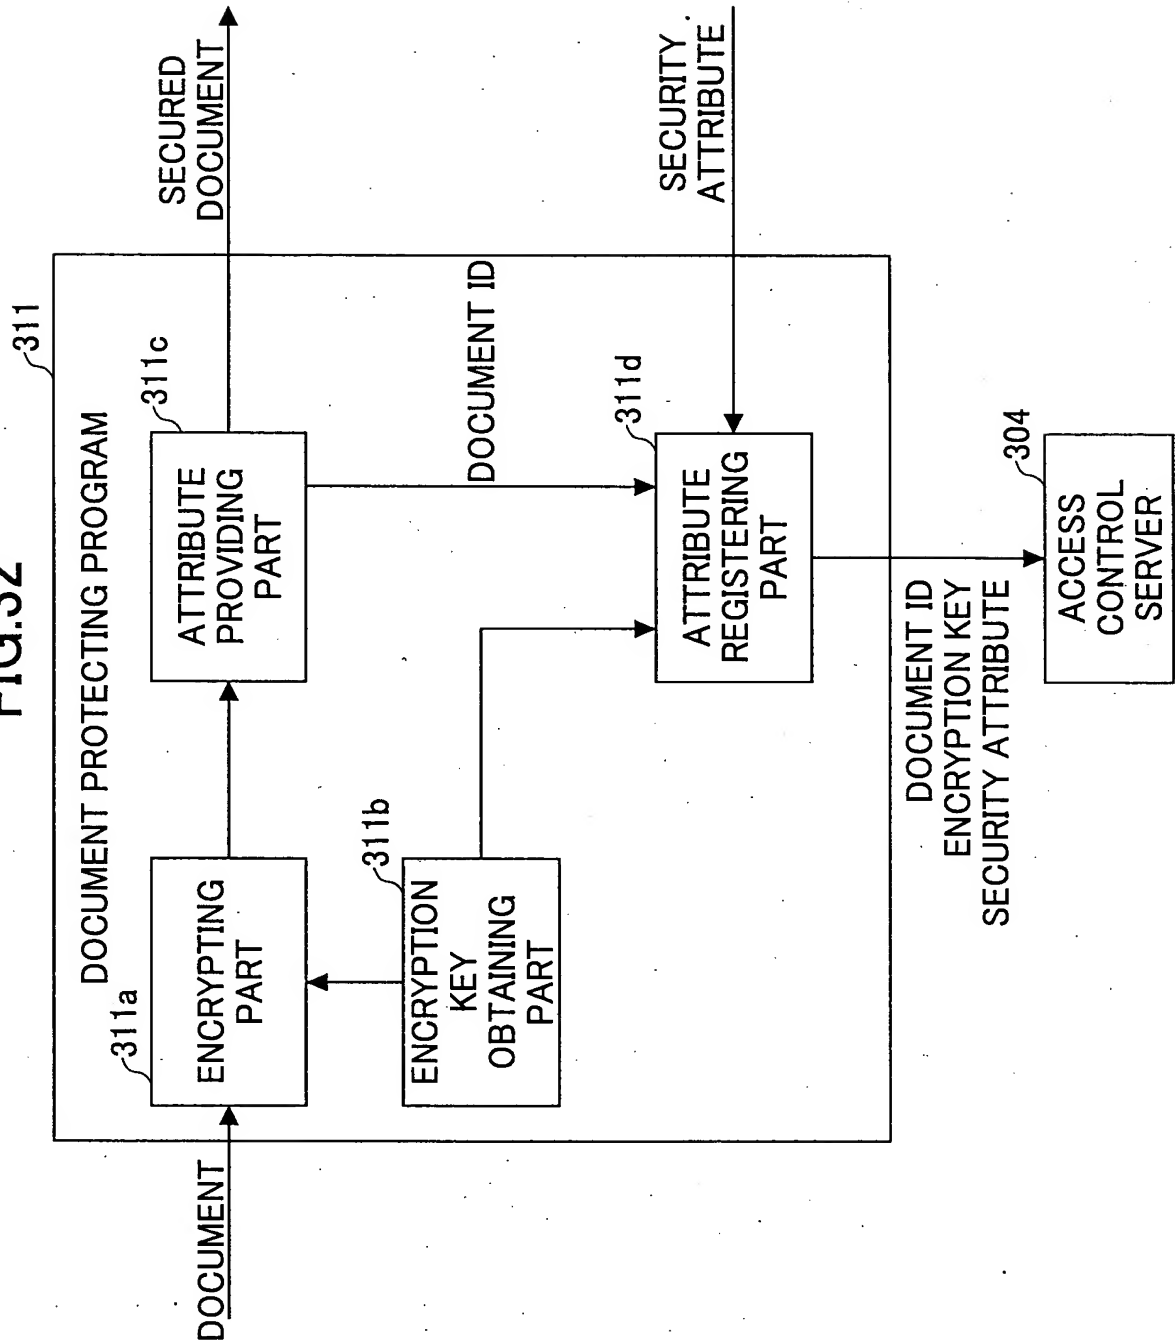 FIG.32
311
DOCUMENT PROTECTING PROGRAM
DOCUMENT
311a
ENCRYPTING
PART
311c
ATTRIBUTE
PROVIDING
PART
SECURED
DOCUMENT
311b
ENCRYPTION
KEY
OBTAINING
PART
DOCUMENT ID
311d
ATTRIBUTE
REGISTERING
PART
SECURITY
ATTRIBUTE
DOCUMENT ID
ENCRYPTION KEY
SECURITY ATTRIBUTE
304
ACCESS
CONTROL
SERVER